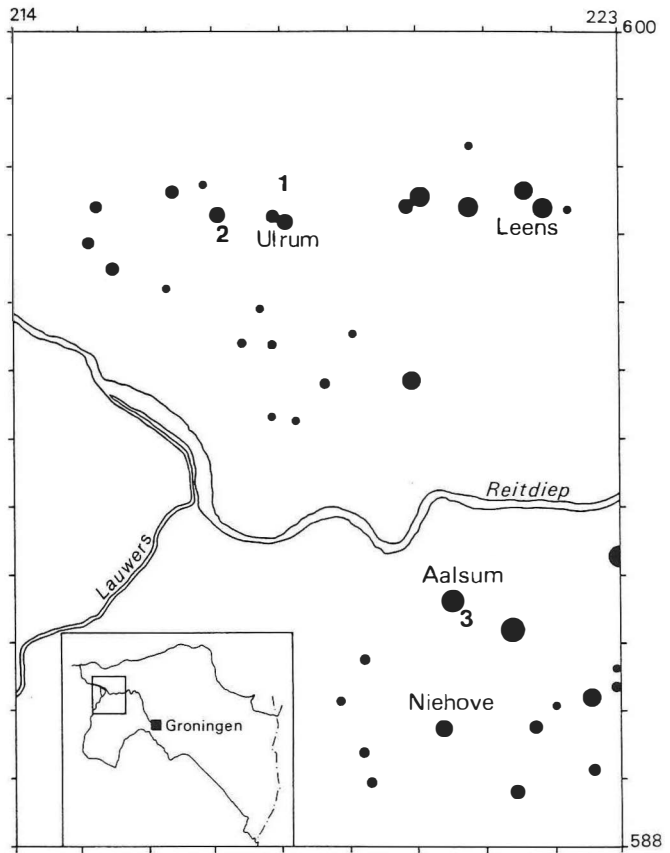 214
223
600
1
2
Ulrum
Leens
Reitdiep
Lauwers
Aalsum
3
Niehove
Groningen
588